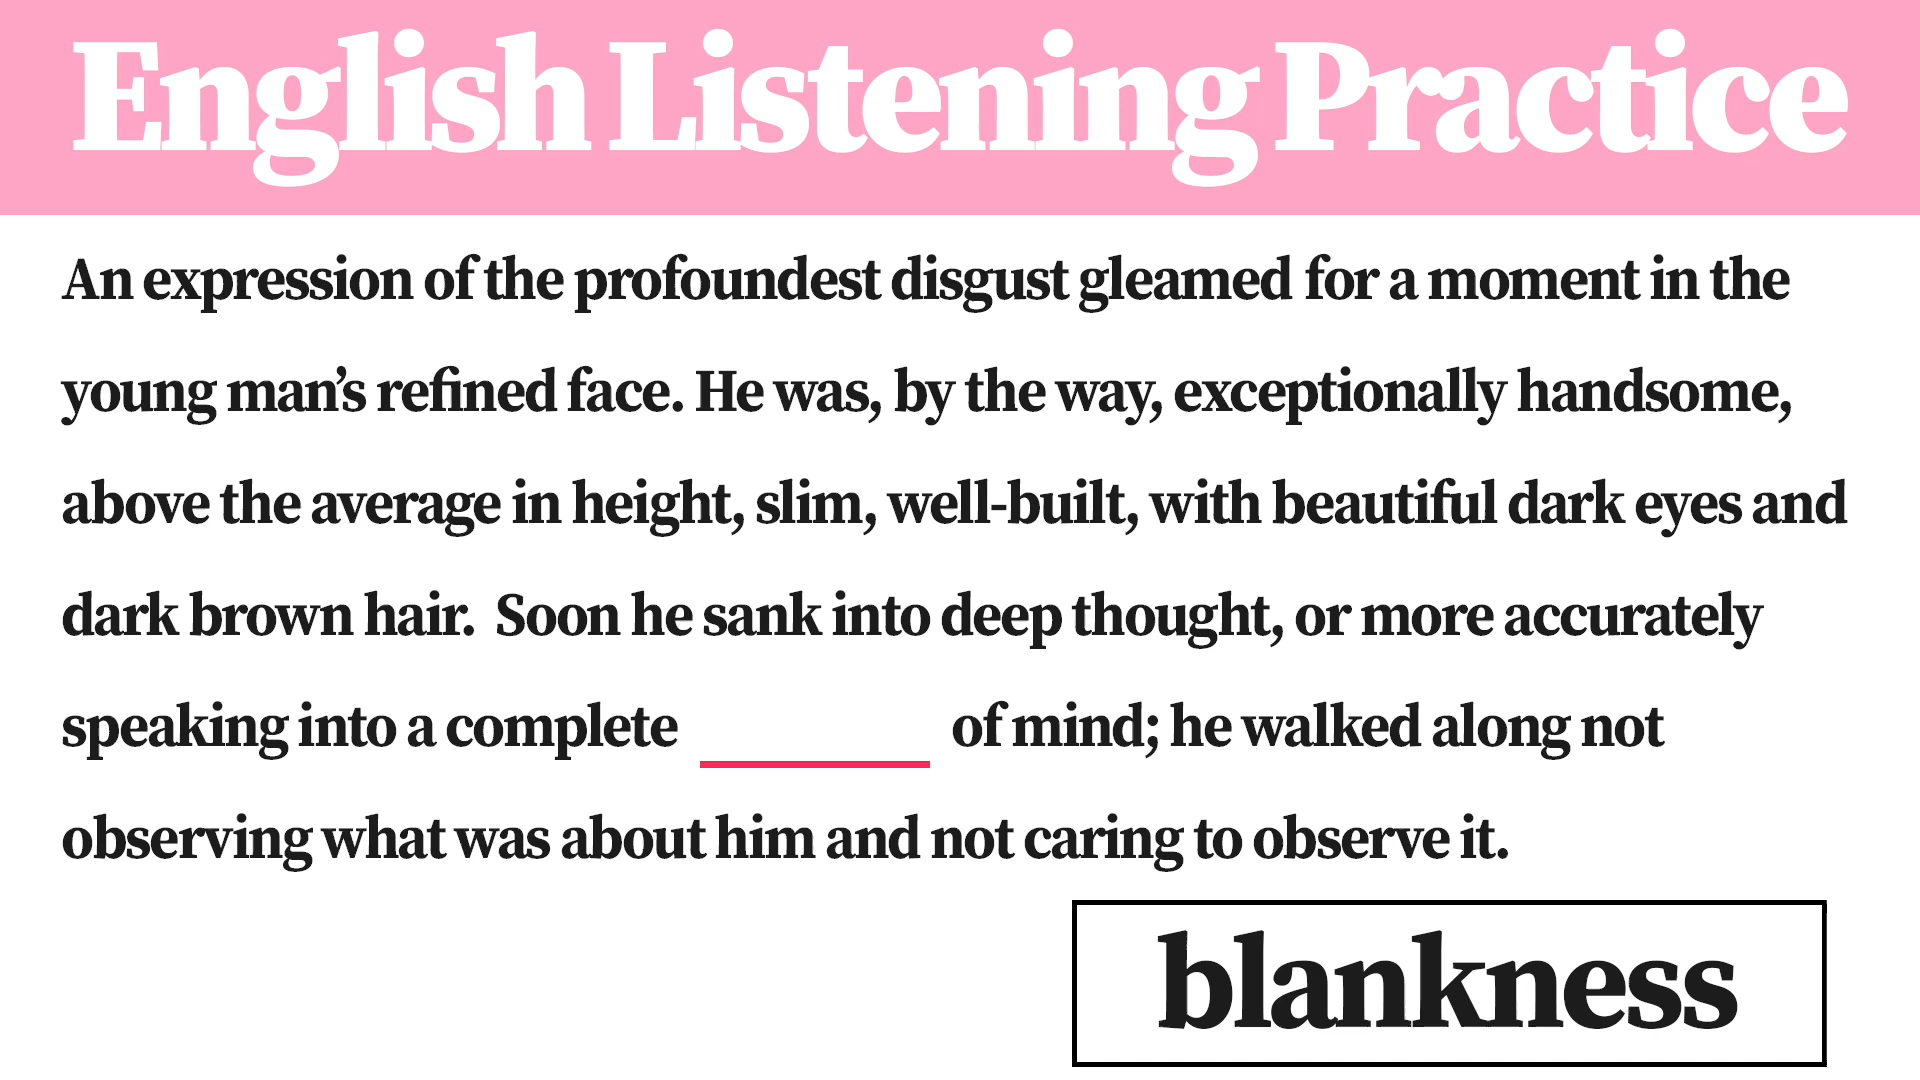 English Listening Practice
An expression of the profoundest disgust gleamed for a moment in the
young man’s refined face. He was, by the way, exceptionally handsome,
above the average in height, slim, well-built, with beautiful dark eyes and
dark brown hair.  Soon he sank into deep thought, or more accurately
speaking into a complete _______ of mind; he walked along not
observing what was about him and not caring to observe it.
blankness